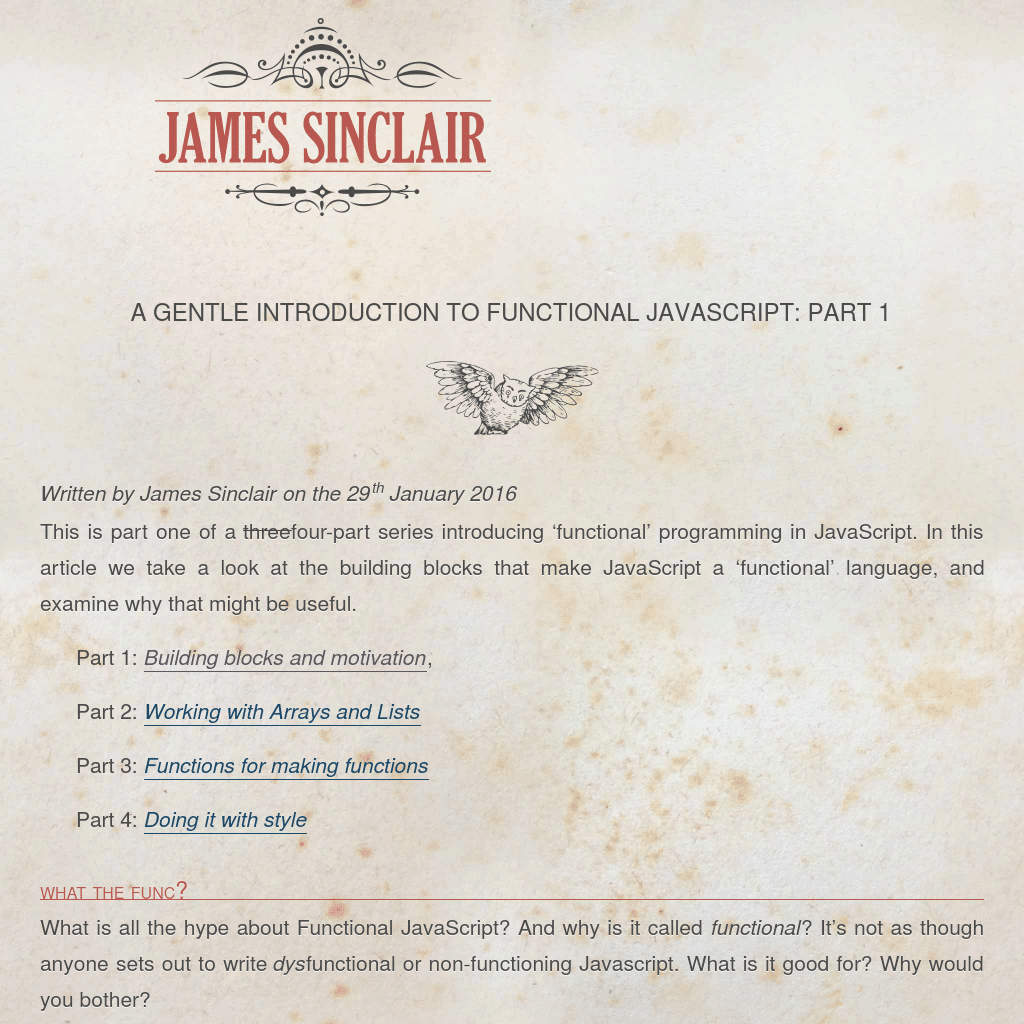 JAMES SINCLAIR
A GENTLE INTRODUCTION TO FUNCTIONAL JAVASCRIPT: PART 1
Written by James Sinclair on the 29th January 2016
This is part one of a threefour-part series introducing ‘functional’ programming in JavaScript. In this
article we take a look at the building blocks that make JavaScript a ‘functional’ language, and
examine why that might be useful.
Part 1: Building blocks and motivation,
Part 2: Working with Arrays and Lists
Part 3: Functions for making functions
Part 4: Doing it with style
WHAT THE FUNC?
What is all the hype about Functional JavaScript? And why is it called functional? It’s not as though
anyone sets out to write dysfunctional or non-functioning Javascript. What is it good for? Why would
you bother?